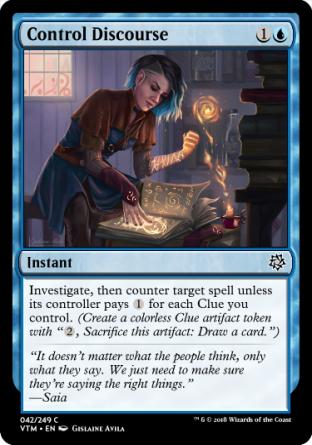 Control Discourse 1
Instant
Investigate, then counter target spell unless
its controller pays 1 for each Clue you
control. (Create a colorless Clue artifact token
with “2, Sacrifice this artifact: Draw a card.”)
“It doesn’t matter what the people think, only
what they say. We just need to make sure
they’re saying the right things.”
—Saia
042/249 C
VTM • EN Gislaine Avila
™ & © 2018 Wizards of the Coast